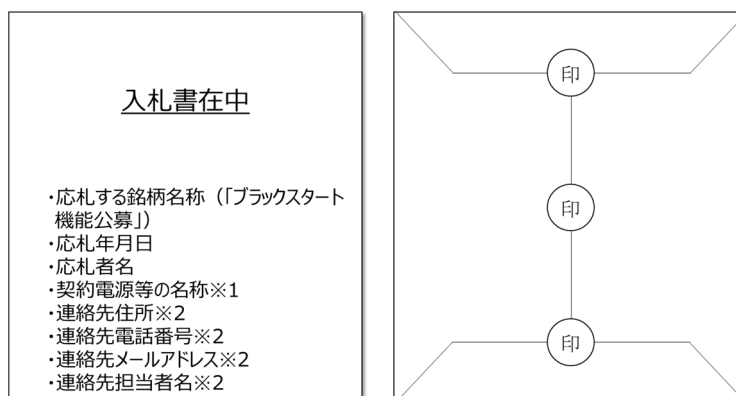 入札書在中
・応札する銘柄名称（「ブラックスタート
機能公募」）
・応札年月日
・応札者名
・契約電源等の名称※1
・連絡先住所※2
・連絡先電話番号※2
・連絡先メールアドレス※2
・連絡先担当者名※2
印
印
印